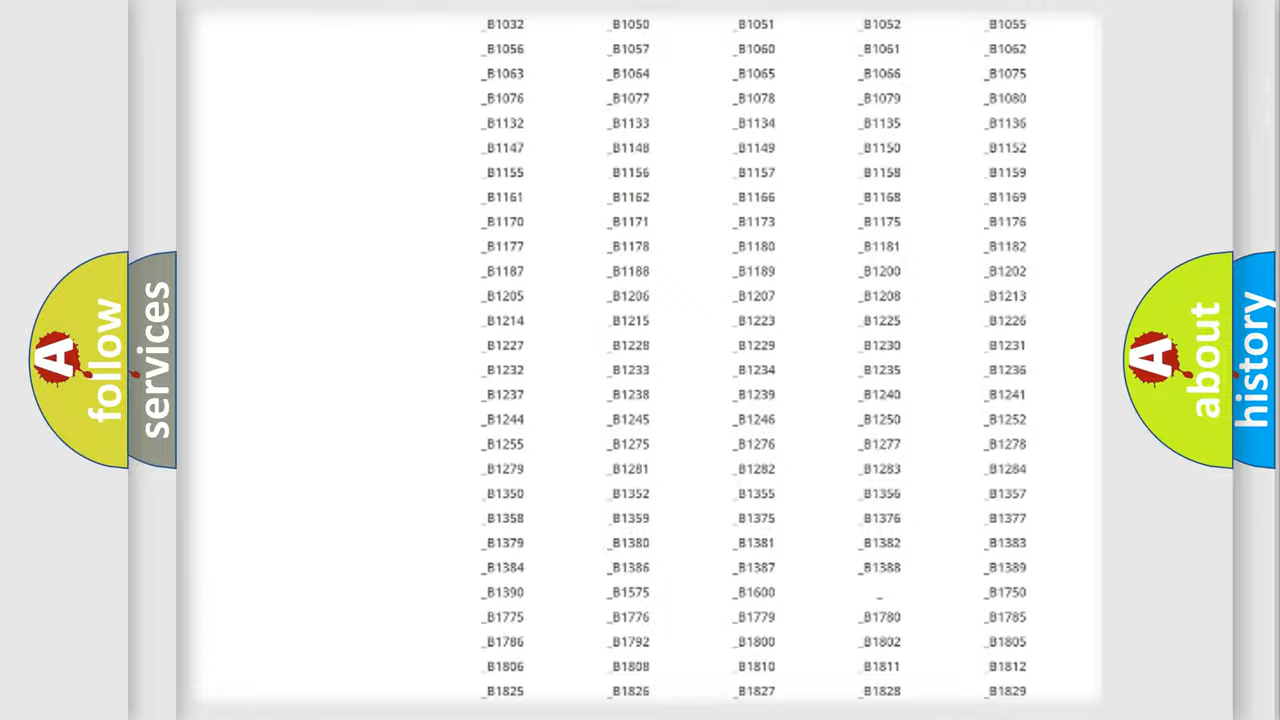 _B1032 _B1050 _B1051 _B1052 _B1055
_B1056 _B1057 _B1060 _B1061 _B1062
_B1063 _B1064 _B1065 _B1066 _B1075
_B1076 _B1077 _B1078 _B1079 _B1080
_B1132 _B1133 _B1134 _B1135 _B1136
_B1147 _B1148 _B1149 _B1150 _B1152
_B1155 _B1156 _B1157 _B1158 _B1159
_B1161 _B1162 _B1166 _B1168 _B1169
_B1170 _B1171 _B1173 _B1175 _B1176
_B1177 _B1178 _B1180 _B1181 _B1182
_B1187 _B1188 _B1189 _B1200 _B1202
_B1205 _B1206 _B1207 _B1208 _B1213
_B1214 _B1215 _B1223 _B1225 _B1226
_B1227 _B1228 _B1229 _B1230 _B1231
_B1232 _B1233 _B1234 _B1235 _B1236
_B1237 _B1238 _B1239 _B1240 _B1241
_B1244 _B1245 _B1246 _B1250 _B1252
_B1255 _B1275 _B1276 _B1277 _B1278
_B1279 _B1281 _B1282 _B1283 _B1284
_B1350 _B1352 _B1355 _B1356 _B1357
_B1358 _B1359 _B1375 _B1376 _B1377
_B1379 _B1380 _B1381 _B1382 _B1383
_B1384 _B1386 _B1387 _B1388 _B1389
_B1390 _B1575 _B1600 _ _B1750
_B1775 _B1776 _B1779 _B1780 _B1785
_B1786 _B1792 _B1800 _B1802 _B1805
_B1806 _B1808 _B1810 _B1811 _B1812
_B1825 _B1826 _B1827 _B1828 _B1829
A
follow
services
A
about
history